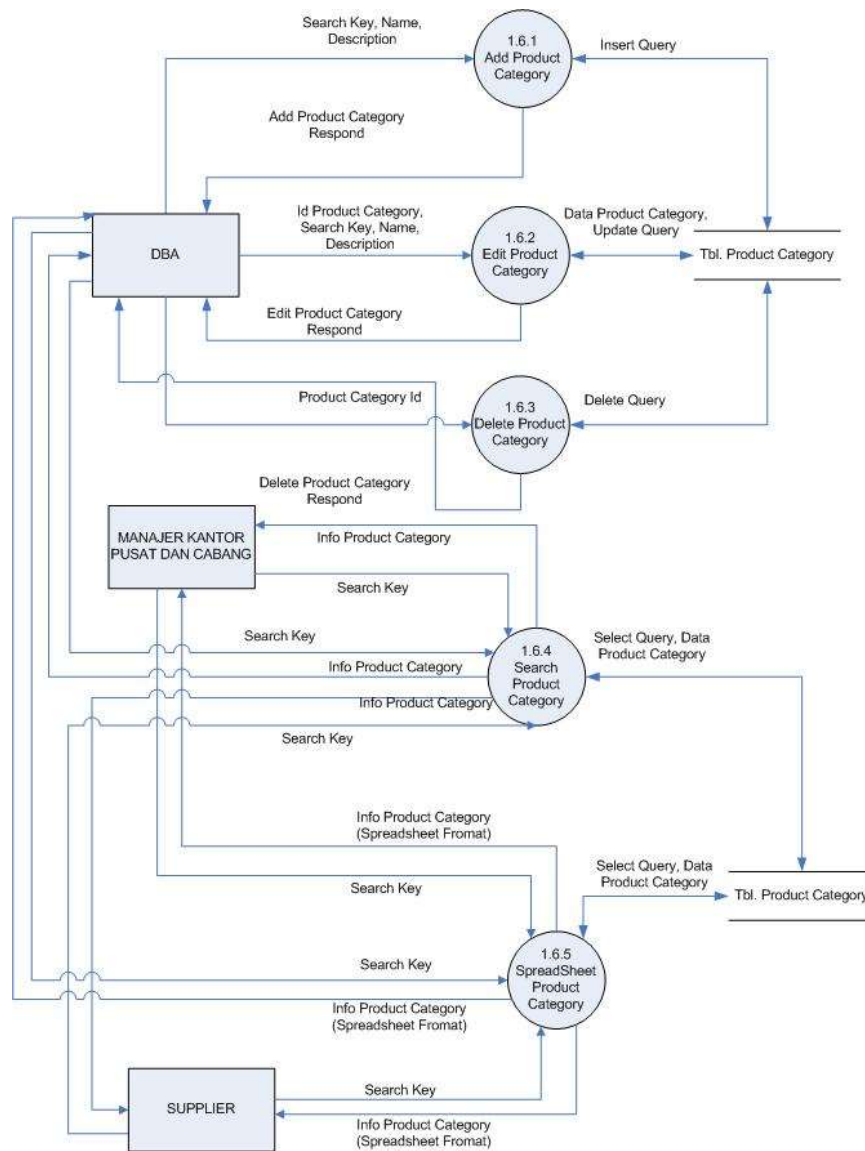 Search Key, Name,
Description
1.6.1
Add Product
Category
Insert Query
Add Product Category
Respond
DBA
Id Product Category,
Search Key, Name,
Description
1.6.2
Edit Product
Category
Data Product Category,
Update Query
Tbl. Product Category
Edit Product Category
Respond
Product Category Id
1.6.3
Delete Product
Category
Delete Query
Delete Product Category
Respond
MANAJER KANTOR
PUSAT DAN CABANG
Info Product Category
Search Key
Search Key
Info Product Category
Info Product Category
Search Key
1.6.4
Search
Product
Category
Select Query, Data
Product Category
Info Product Category
(Spreadsheet Fromat)
Search Key
Select Query, Data
Product Category
Tbl. Product Category
Search Key
1.6.5
SpreadSheet
Product
Category
Info Product Category
(Spreadsheet Fromat)
SUPPLIER
Search Key
Info Product Category
(Spreadsheet Fromat)